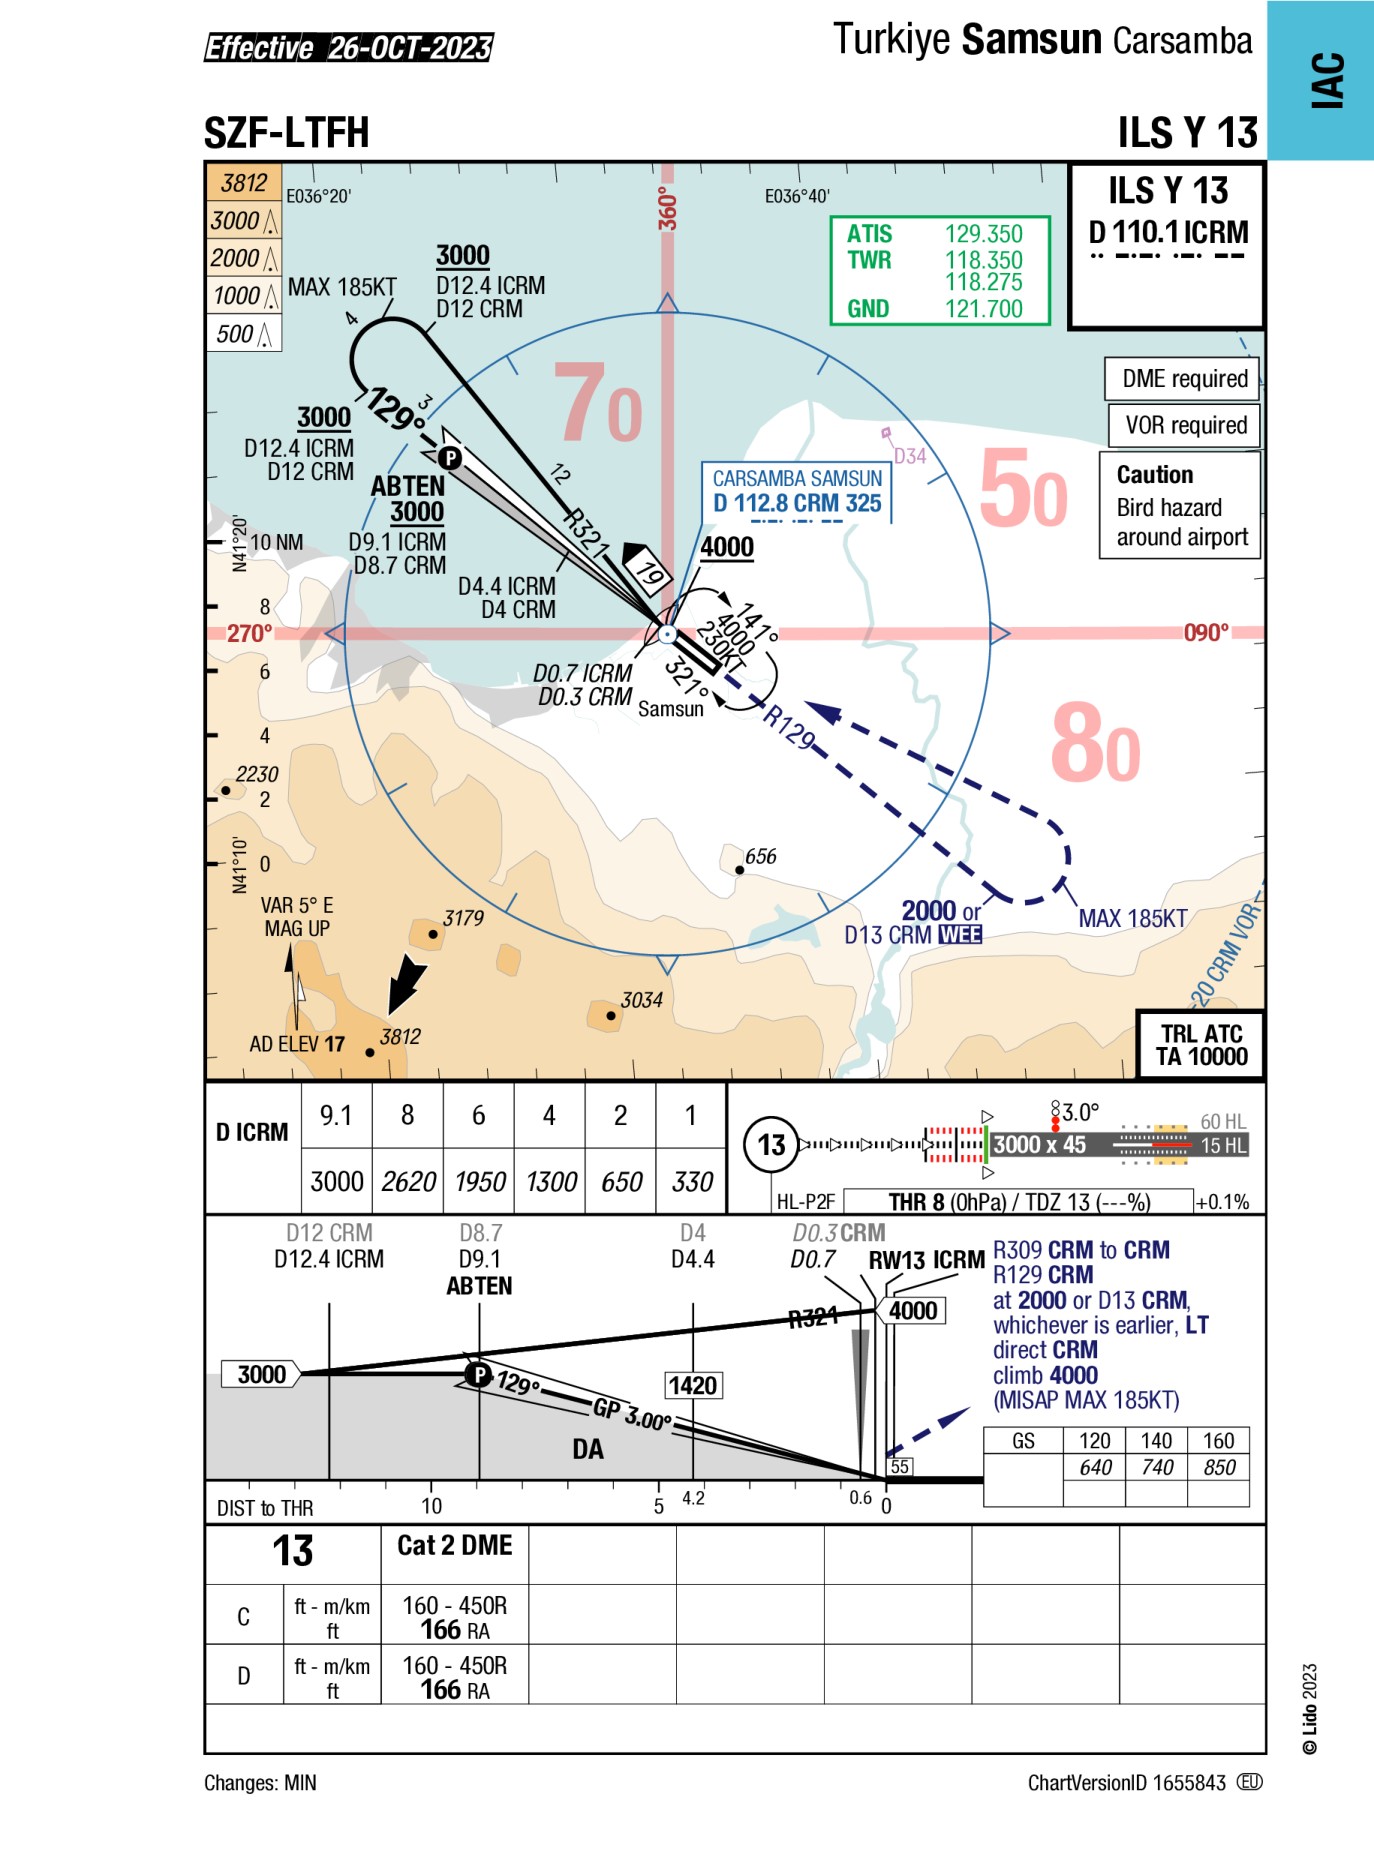 Effective 26-OCT-2023
Turkiye Samsun Carsamba
IAC
SZF-LTFH
ILS Y 13
3812
3000
2000
1000
500
E036°20'
E036°40'
360°
ILS Y 13
D 110.1 ICRM
ATIS 129.350
TWR 118.350
118.275
GND 121.700
3000
D12.4 ICRM
D12 CRM
MAX 185KT
4
70
DME required
VOR required
Caution
Bird hazard
around airport
3
129°
3000
D12.4 ICRM
D12 CRM
P
ABTEN
3000
D9.1 ICRM
D8.7 CRM
12
R321
D34
50
CARSAMBA SAMSUN
D 112.8 CRM 325
4000
19
N41°20'
10 NM
D4.4 ICRM
D4 CRM
8
270°
090°
141°
4000
230KT
321°
6
D0.7 ICRM
D0.3 CRM
Samsun
R129
4
80
2230
2
N41°10'
0
656
VAR 5° E
MAG UP
3179
2000 or
D13 CRM WEE
MAX 185KT
20 CRM VOR
3034
3812
AD ELEV 17
TRL ATC
TA 10000
D ICRM 9.1 8 6 4 2 1
3000 2620 1950 1300 650 330
13
3.0°
3000 x 45
60 HL
15 HL
HL-P2F
THR 8 (0hPa) / TDZ 13 (---%)
+0.1%
D12 CRM D8.7 D4 D0.3 CRM
D12.4 ICRM D9.1 D4.4 D0.7 RW13 ICRM
ABTEN
R321
4000
3000
P
129°
GP 3.00°
1420
DA
55
R309 CRM to CRM
R129 CRM
at 2000 or D13 CRM,
whichever is earlier, LT
direct CRM
climb 4000
(MISAP MAX 185KT)
GS 120 140 160
640 740 850
DIST to THR 10 5 4.2 0.6 0
13 Cat 2 DME
C ft - m/km 160 - 450R
ft 166 RA
D ft - m/km 160 - 450R
ft 166 RA
© Lido 2023
Changes: MIN
ChartVersionID 1655843 EU